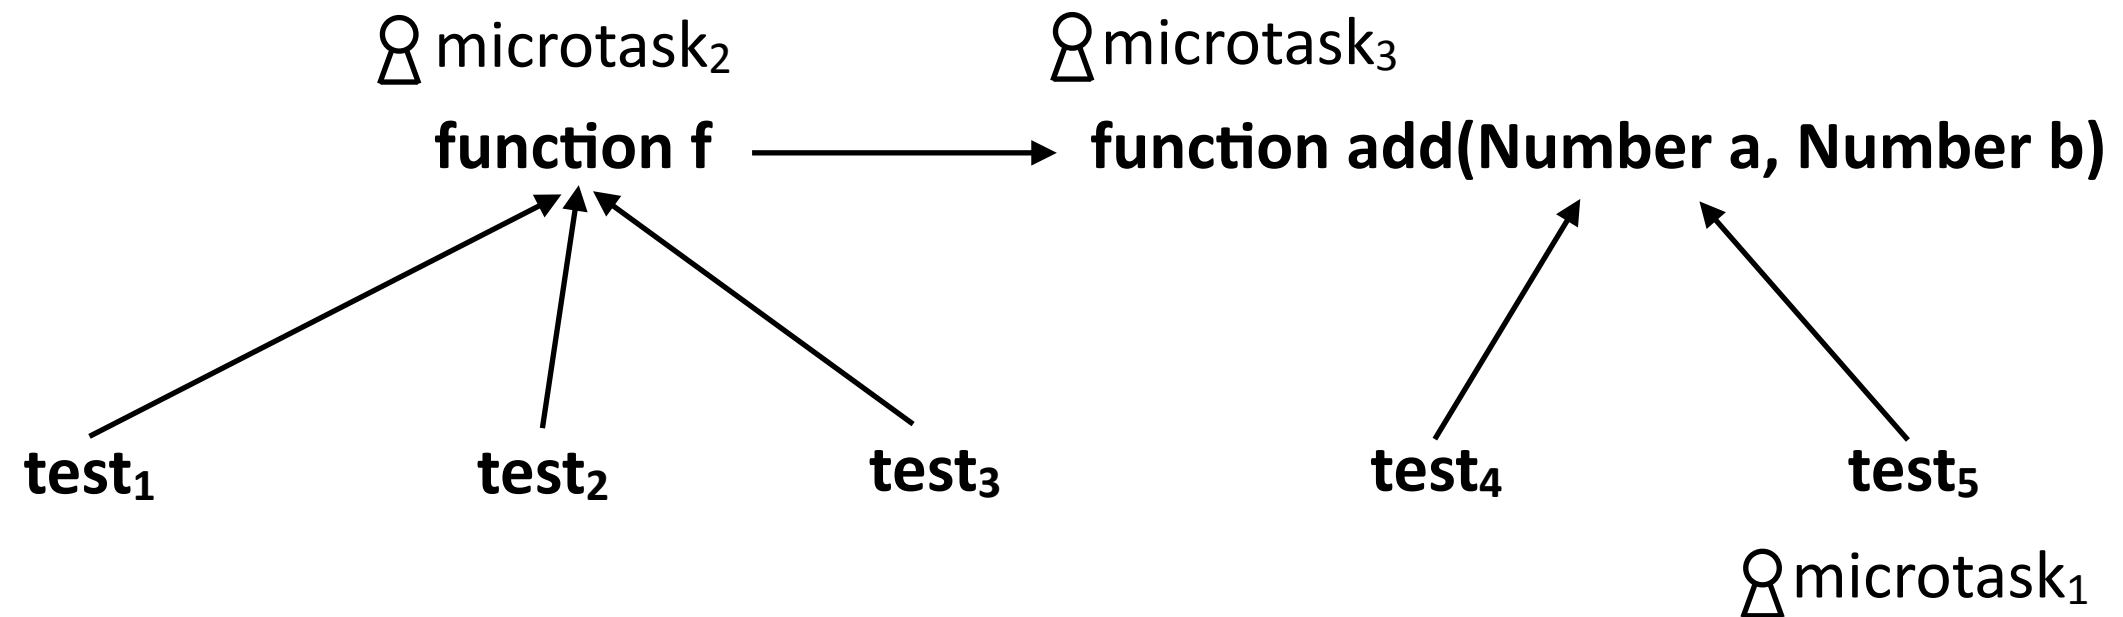 microtask₂
microtask₃
function f
function add(Number a, Number b)
test₁
test₂
test₃
test₄
test₅
microtask₁